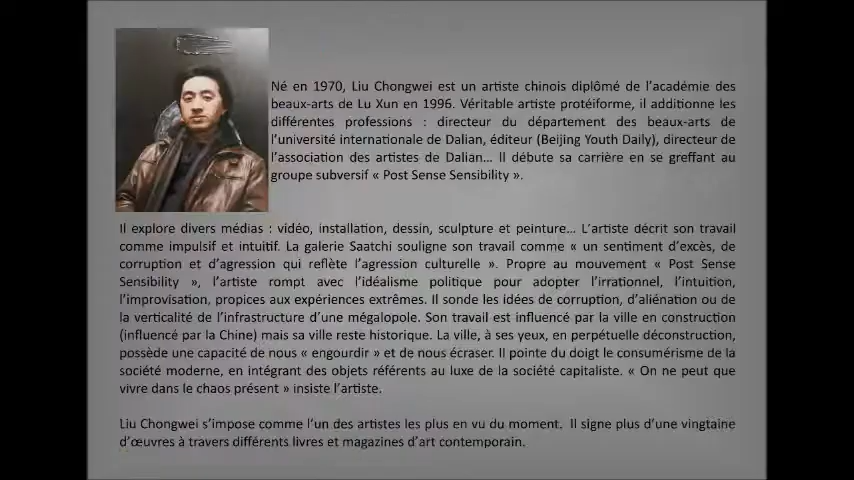 Né en 1970, Liu Chongwei est un artiste chinois diplômé de l’académie des
beaux-arts de Lu Xun en 1996. Véritable artiste protéiforme, il additionne les
différentes professions : directeur du département des beaux-arts de
l’université internationale de Dalian, éditeur (Beijing Youth Daily), directeur de
l’association des artistes de Dalian… Il débute sa carrière en se greffant au
groupe subversif « Post Sense Sensibility ».
Il explore divers médias : vidéo, installation, dessin, sculpture et peinture… L’artiste décrit son travail
comme impulsif et intuitif. La galerie Saatchi souligne son travail comme « un sentiment d’excès, de
corruption et d’agression qui reflète l’agression culturelle ». Propre au mouvement « Post Sense
Sensibility », l’artiste rompt avec l’idéalisme politique pour adopter l’irrationnel, l’intuition,
l’improvisation, propices aux expériences extrêmes. Il sonde les idées de corruption, d’aliénation ou de
la verticalité de l’infrastructure d’une mégalopole. Son travail est influencé par la ville en construction
(influencé par la Chine) mais sa ville reste historique. La ville, à ses yeux, en perpétuelle déconstruction,
possède une capacité de nous « engourdir » et de nous écraser. Il pointe du doigt le consumérisme de la
société moderne, en intégrant des objets référents au luxe de la société capitaliste. « On ne peut que
vivre dans le chaos présent » insiste l’artiste.
Liu Chongwei s’impose comme l’un des artistes les plus en vu du moment. Il signe plus d’une vingtaine
d’œuvres à travers différents livres et magazines d’art contemporain.